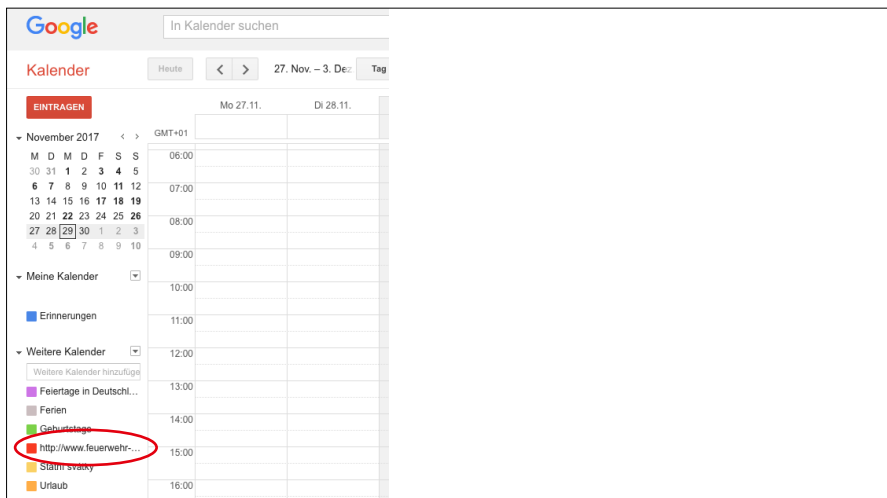 Google
In Kalender suchen
Kalender
Heute
27. Nov. – 3. Dez
Tag
EINTRAGEN
Mo 27.11.
Di 28.11.
November 2017
GMT+01
M D M D F S S
30 31 1 2 3 4 5
6 7 8 9 10 11 12
13 14 15 16 17 18 19
20 21 22 23 24 25 26
27 28 29 30 1 2 3
4 5 6 7 8 9 10
06:00
07:00
08:00
09:00
10:00
11:00
12:00
13:00
14:00
15:00
16:00
Meine Kalender
Erinnerungen
Weitere Kalender
Weitere Kalender hinzufüge
Feiertage in Deutschl...
Ferien
Geburtstage
http://www.feuerwehr-...
Státní svátky
Urlaub